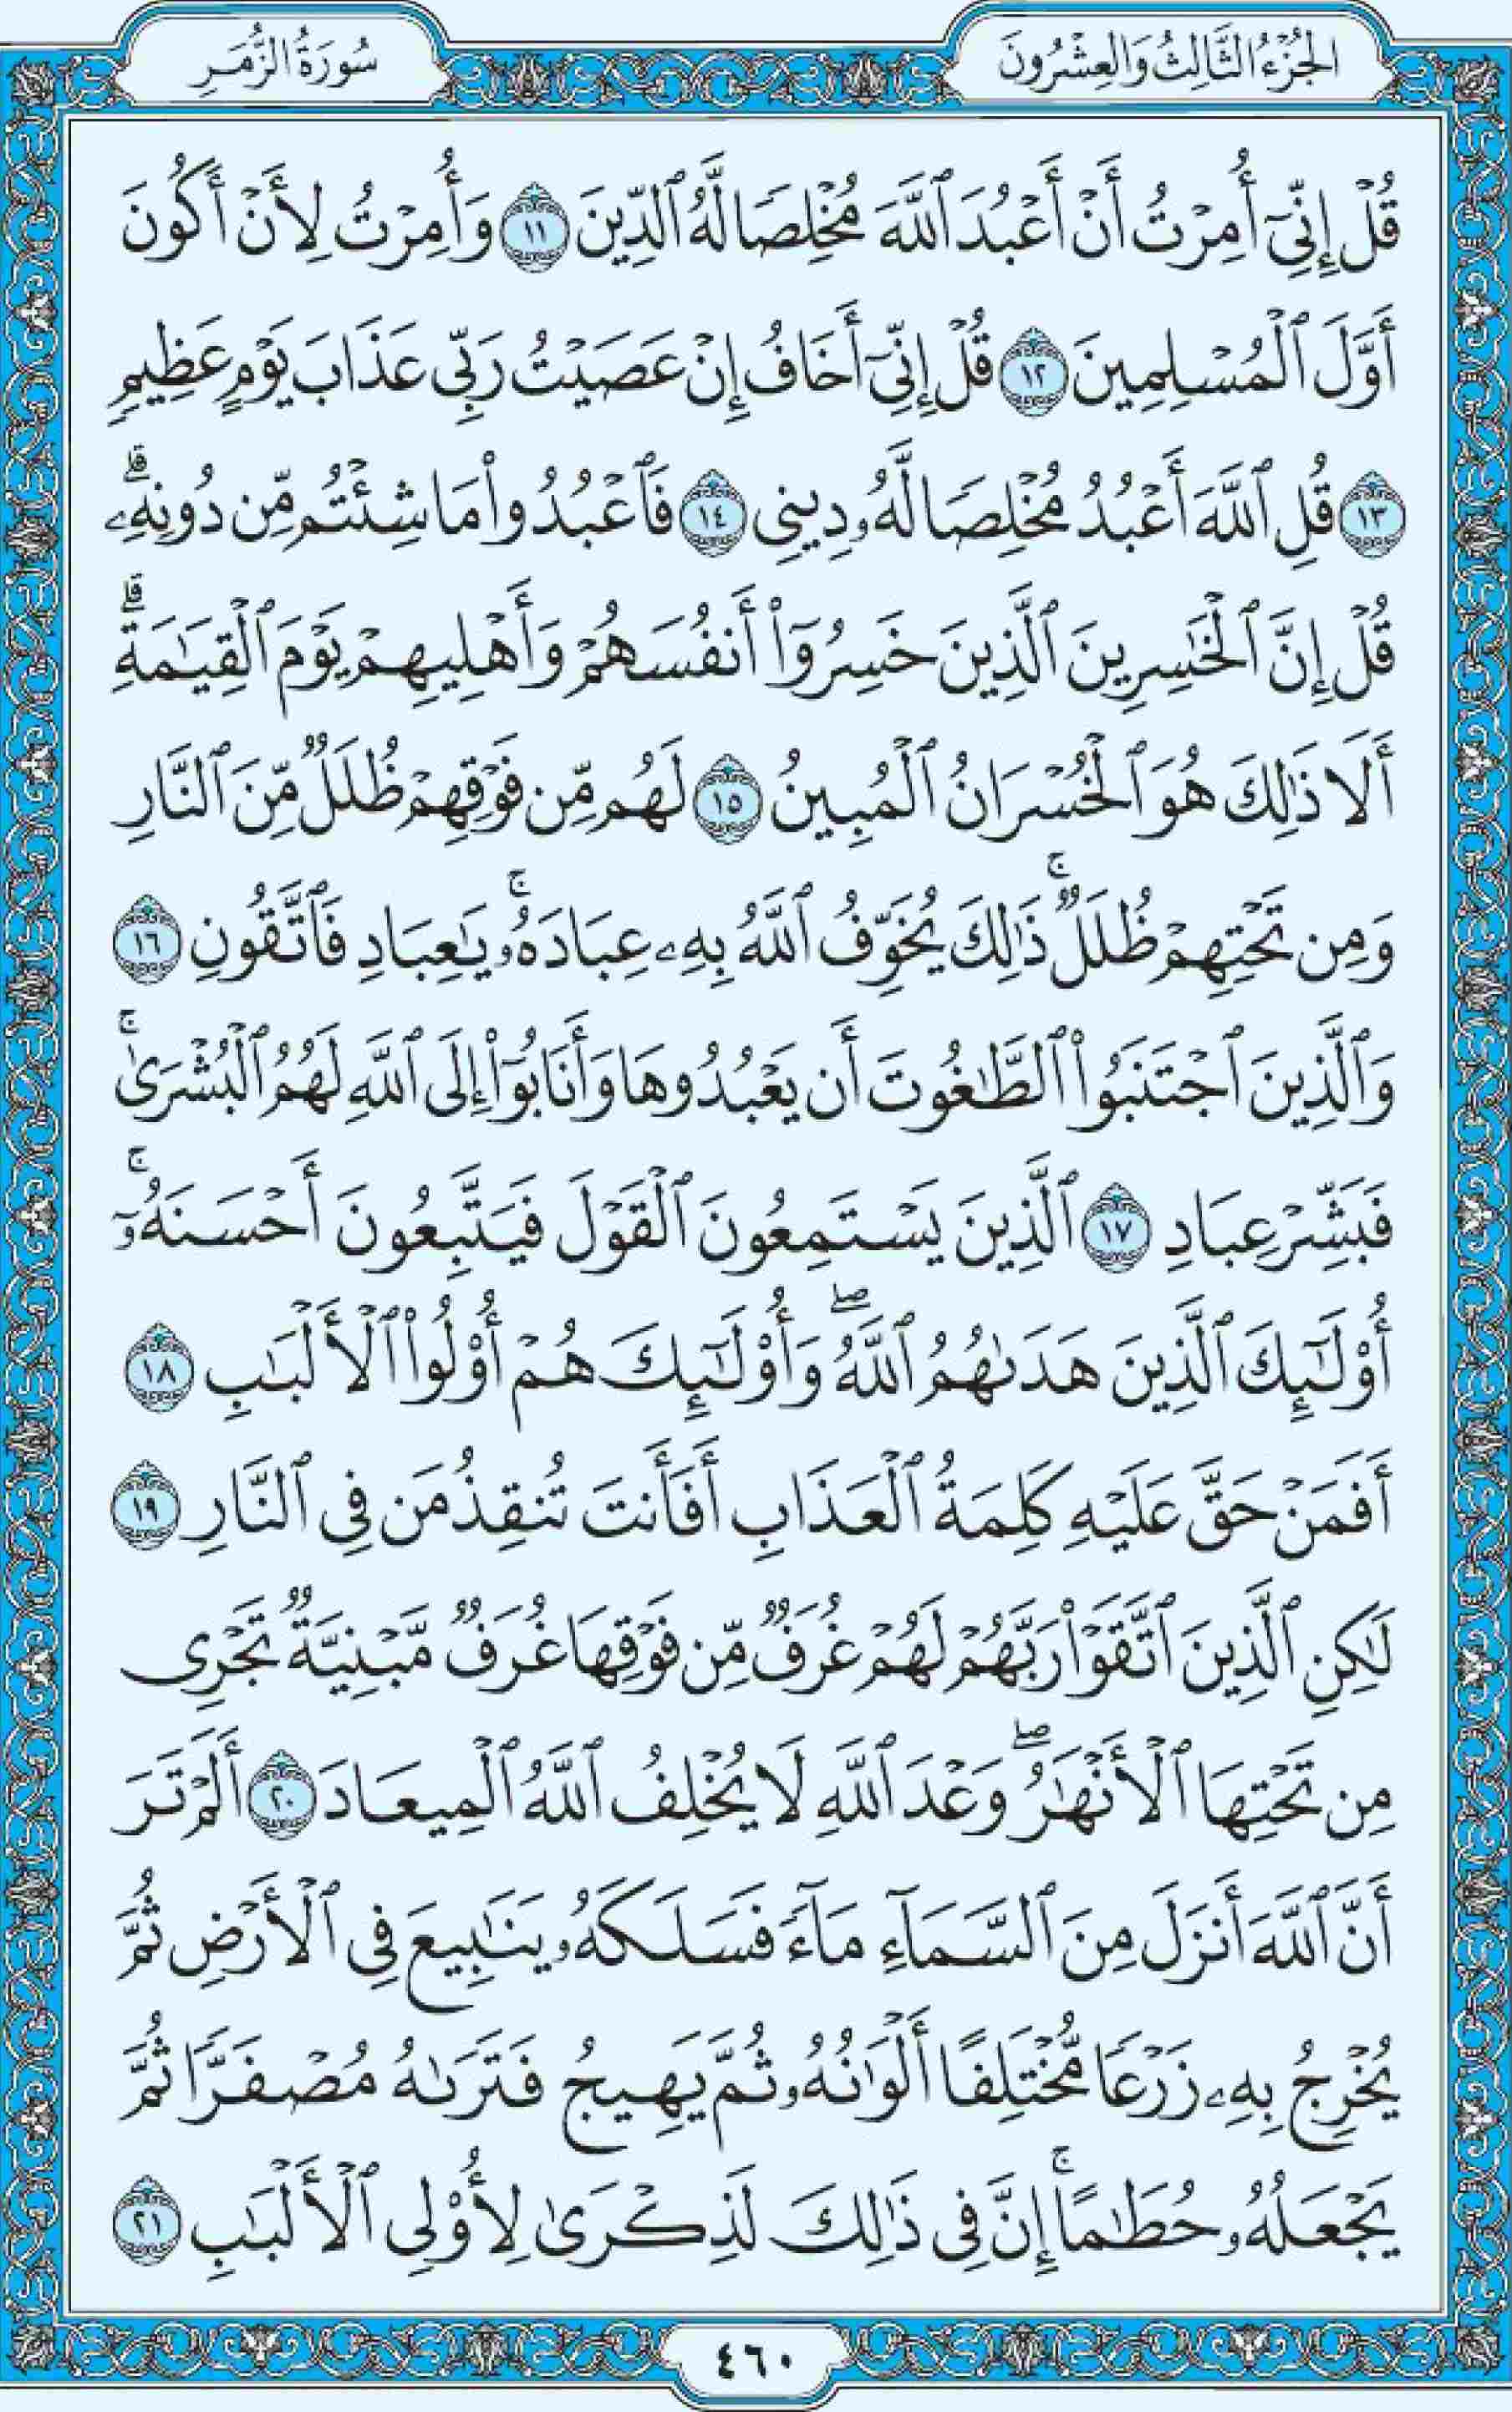 الجُزْءُ الثَّالِثُ وَالعِشْرُونَ
سُورَةُ الزُّمَرِ
قُلْ إِنِّيٓ أُمِرْتُ أَنْ أَعْبُدَ ٱللَّهَ مُخْلِصًا لَّهُ ٱلدِّينَ ١١ وَأُمِرْتُ لِأَنْ أَكُونَ
أَوَّلَ ٱلْمُسْلِمِينَ ١٢ قُلْ إِنِّيٓ أَخَافُ إِنْ عَصَيْتُ رَبِّي عَذَابَ يَوْمٍ عَظِيمٍ
١٣ قُلِ ٱللَّهَ أَعْبُدُ مُخْلِصًا لَّهُۥ دِينِي ١٤ فَٱعْبُدُوا۟ مَا شِئْتُم مِّن دُونِهِۦۗ
قُلْ إِنَّ ٱلْخَٰسِرِينَ ٱلَّذِينَ خَسِرُوٓا۟ أَنفُسَهُمْ وَأَهْلِيهِمْ يَوْمَ ٱلْقِيَٰمَةِۗ
أَلَا ذَٰلِكَ هُوَ ٱلْخُسْرَانُ ٱلْمُبِينُ ١٥ لَهُم مِّن فَوْقِهِمْ ظُلَلٌ مِّنَ ٱلنَّارِ
وَمِن تَحْتِهِمْ ظُلَلٌۚ ذَٰلِكَ يُخَوِّفُ ٱللَّهُ بِهِۦ عِبَادَهُۥۚ يَٰعِبَادِ فَٱتَّقُونِ ١٦
وَٱلَّذِينَ ٱجْتَنَبُوا۟ ٱلطَّٰغُوتَ أَن يَعْبُدُوهَا وَأَنَابُوٓا۟ إِلَى ٱللَّهِ لَهُمُ ٱلْبُشْرَىٰۚ
فَبَشِّرْ عِبَادِ ١٧ ٱلَّذِينَ يَسْتَمِعُونَ ٱلْقَوْلَ فَيَتَّبِعُونَ أَحْسَنَهُۥٓۚ
أُو۟لَٰٓئِكَ ٱلَّذِينَ هَدَىٰهُمُ ٱللَّهُۖ وَأُو۟لَٰٓئِكَ هُمْ أُو۟لُوا۟ ٱلْأَلْبَٰبِ ١٨
أَفَمَنْ حَقَّ عَلَيْهِ كَلِمَةُ ٱلْعَذَابِ أَفَأَنتَ تُنقِذُ مَن فِي ٱلنَّارِ ١٩
لَٰكِنِ ٱلَّذِينَ ٱتَّقَوْا۟ رَبَّهُمْ لَهُمْ غُرَفٌ مِّن فَوْقِهَا غُرَفٌ مَّبْنِيَّةٌ تَجْرِي
مِن تَحْتِهَا ٱلْأَنْهَٰرُۖ وَعْدَ ٱللَّهِ لَا يُخْلِفُ ٱللَّهُ ٱلْمِيعَادَ ٢٠ أَلَمْ تَرَ
أَنَّ ٱللَّهَ أَنزَلَ مِنَ ٱلسَّمَآءِ مَآءً فَسَلَكَهُۥ يَنَٰبِيعَ فِي ٱلْأَرْضِ ثُمَّ
يُخْرِجُ بِهِۦ زَرْعًا مُّخْتَلِفًا أَلْوَٰنُهُۥ ثُمَّ يَهِيجُ فَتَرَىٰهُ مُصْفَرًّا ثُمَّ
يَجْعَلُهُۥ حُطَٰمًاۚ إِنَّ فِي ذَٰلِكَ لَذِكْرَىٰ لِأُو۟لِي ٱلْأَلْبَٰبِ ٢١
٤٦٠